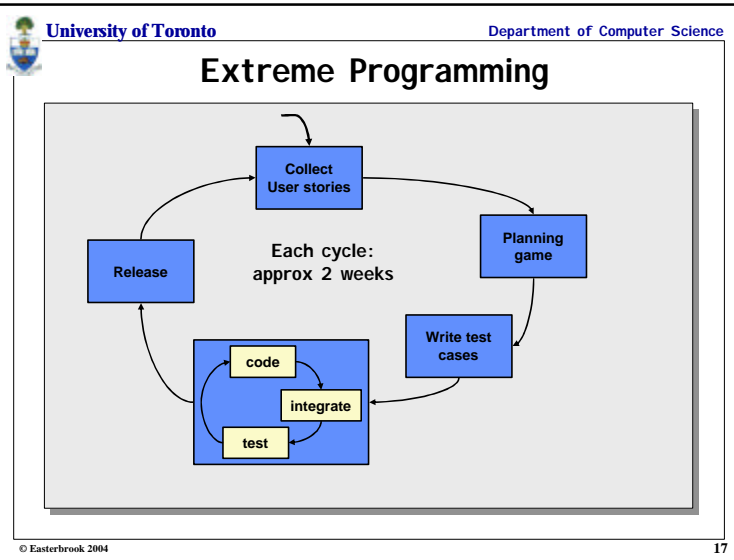 University of Toronto
Department of Computer Science
Extreme Programming
Collect
User stories
Planning
game
Each cycle:
approx 2 weeks
Release
Write test
cases
code
integrate
test
© Easterbrook 2004
17